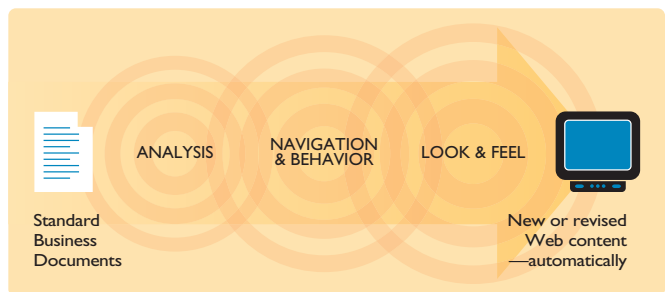 ANALYSIS
NAVIGATION
& BEHAVIOR
LOOK & FEEL
Standard
Business
Documents
New or revised
Web content
—automatically